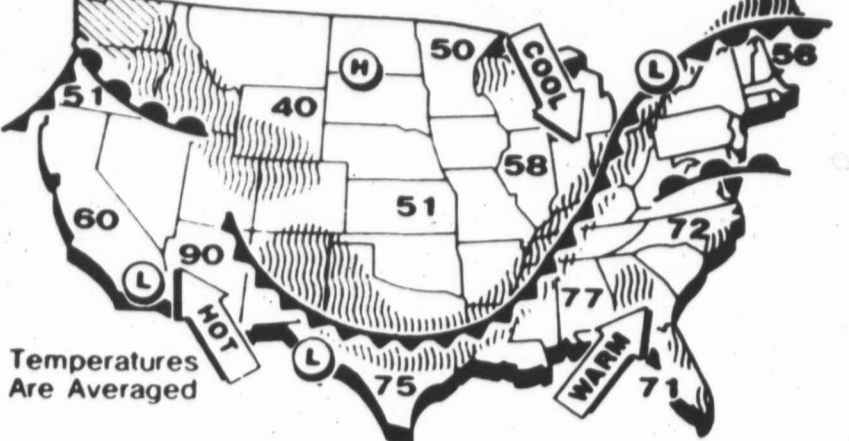 50
COOL
L
56
H
51
40
58
51
60
72
90
L
77
HOT
WARM
L
75
71
Temperatures
Are Averaged